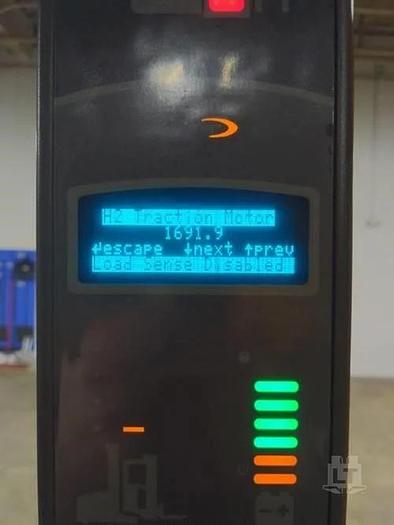 H2 Traction Motor
1691.9
↵escape ↓next ↑prev
Load Sense Disabled